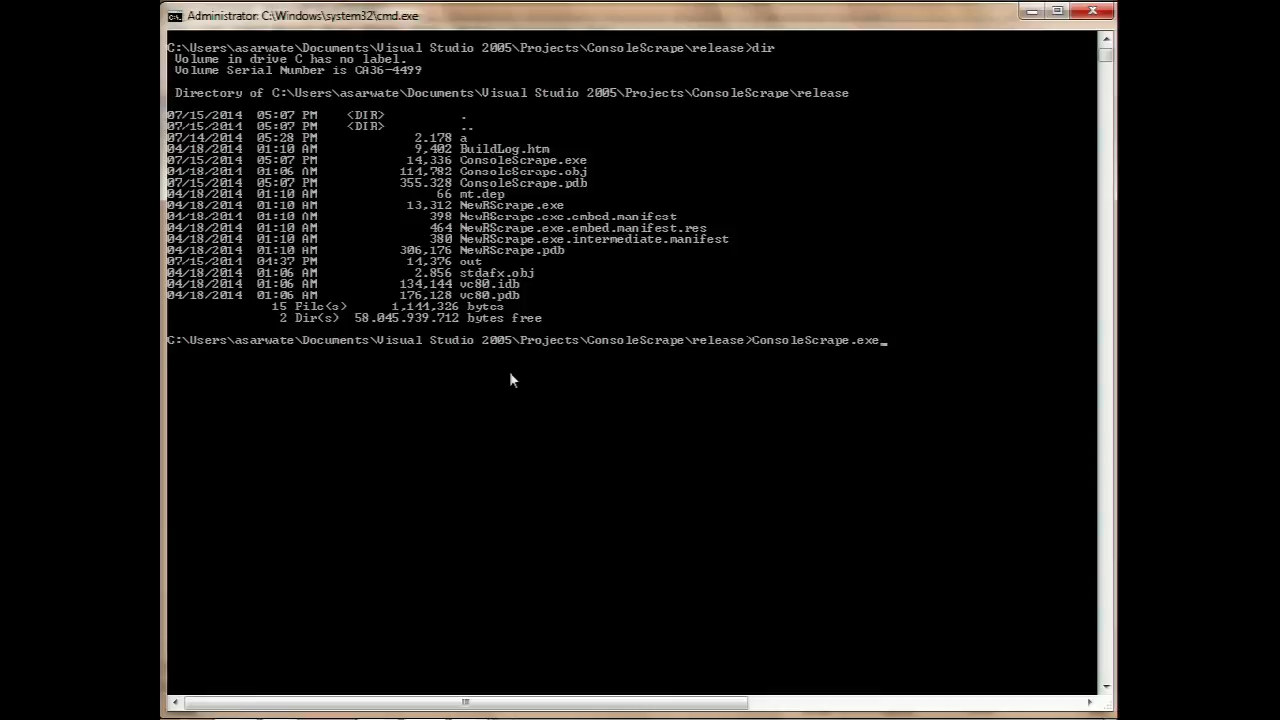 Administrator: C:\Windows\system32\cmd.exe
C:\Users\asarwate\Documents\Visual Studio 2005\Projects\ConsoleScrape\release>dir
Volume in drive C has no label.
Volume Serial Number is CA36-4499
Directory of C:\Users\asarwate\Documents\Visual Studio 2005\Projects\ConsoleScrape\release
07/15/2014 05:07 PM <DIR> .
07/15/2014 05:07 PM <DIR> ..
07/14/2014 05:28 PM 2,178 a
04/18/2014 01:10 AM 9,402 BuildLog.htm
07/15/2014 05:07 PM 14,336 ConsoleScrape.exe
04/18/2014 01:06 AM 114,782 ConsoleScrape.obj
07/15/2014 05:07 PM 355,328 ConsoleScrape.pdb
04/18/2014 01:10 AM 66 mt.dep
04/18/2014 01:10 AM 13,312 NewRScrape.exe
04/18/2014 01:10 AM 398 NewRScrape.exe.embed.manifest
04/18/2014 01:10 AM 464 NewRScrape.exe.embed.manifest.res
04/18/2014 01:10 AM 380 NewRScrape.exe.intermediate.manifest
04/18/2014 01:10 AM 306,176 NewRScrape.pdb
07/15/2014 04:37 PM 14,376 out
04/18/2014 01:06 AM 2,856 stdafx.obj
04/18/2014 01:06 AM 134,144 vc80.idb
04/18/2014 01:06 AM 176,128 vc80.pdb
15 File(s) 1,144,326 bytes
2 Dir(s) 58,045,939,712 bytes free
C:\Users\asarwate\Documents\Visual Studio 2005\Projects\ConsoleScrape\release>ConsoleScrape.exe_